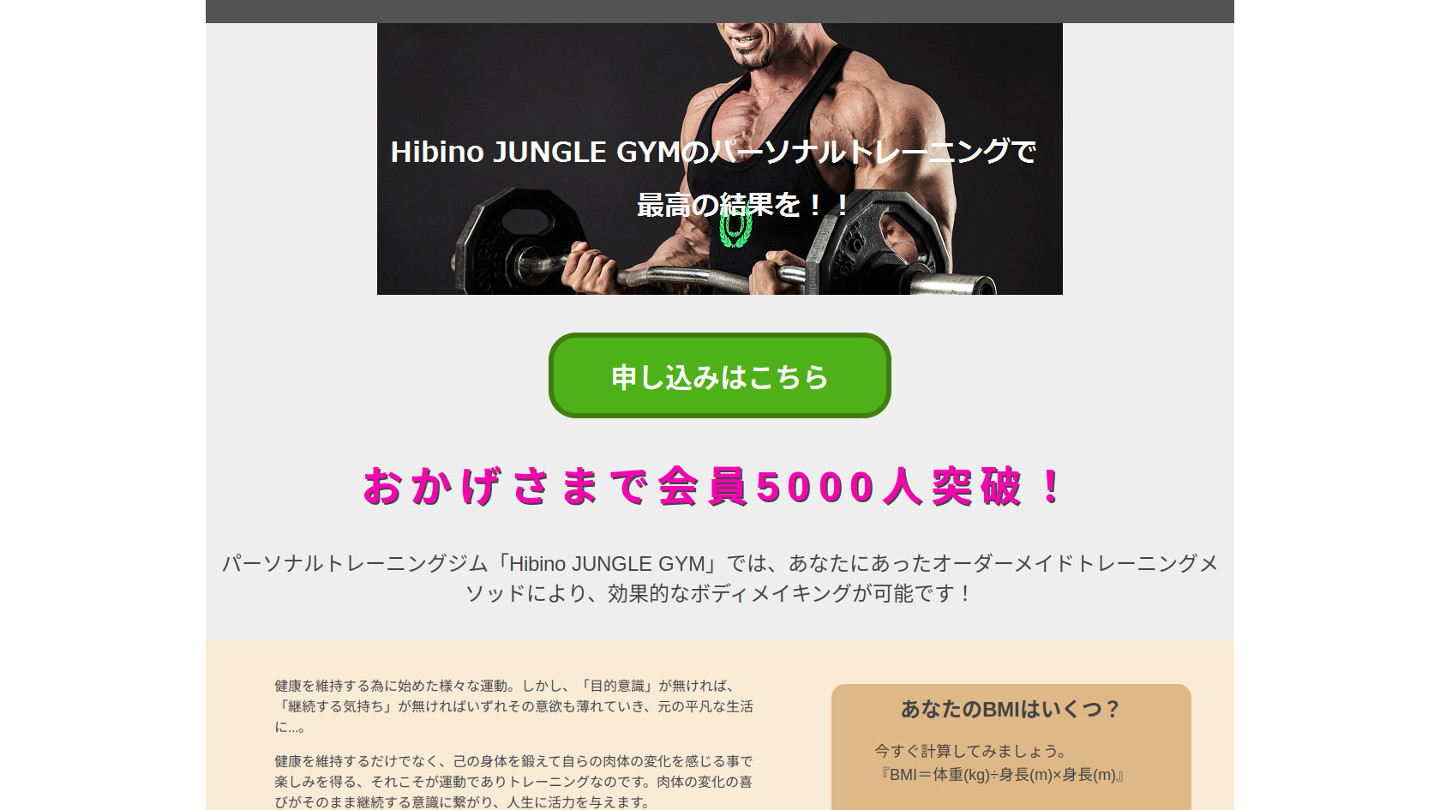 Hibino JUNGLE GYMのパーソナルトレーニングで
最高の結果を！！
申し込みはこちら
おかげさまで会員5000人突破！
パーソナルトレーニングジム「Hibino JUNGLE GYM」では、あなたにあったオーダーメイドトレーニングメ
ソッドにより、効果的なボディメイキングが可能です！
健康を維持する為に始めた様々な運動。しかし、「目的意識」が無ければ、
「継続する気持ち」が無ければいずれその意欲も薄れていき、元の平凡な生活
に...。
健康を維持するだけでなく、己の身体を鍛えて自らの肉体の変化を感じる事で
楽しみを得る、それこそが運動でありトレーニングなのです。肉体の変化の喜
びがそのまま継続する意識に繋がり、人生に活力を与えます。
あなたのBMIはいくつ？
今すぐ計算してみましょう。
『BMI＝体重(kg)÷身長(m)×身長(m)』